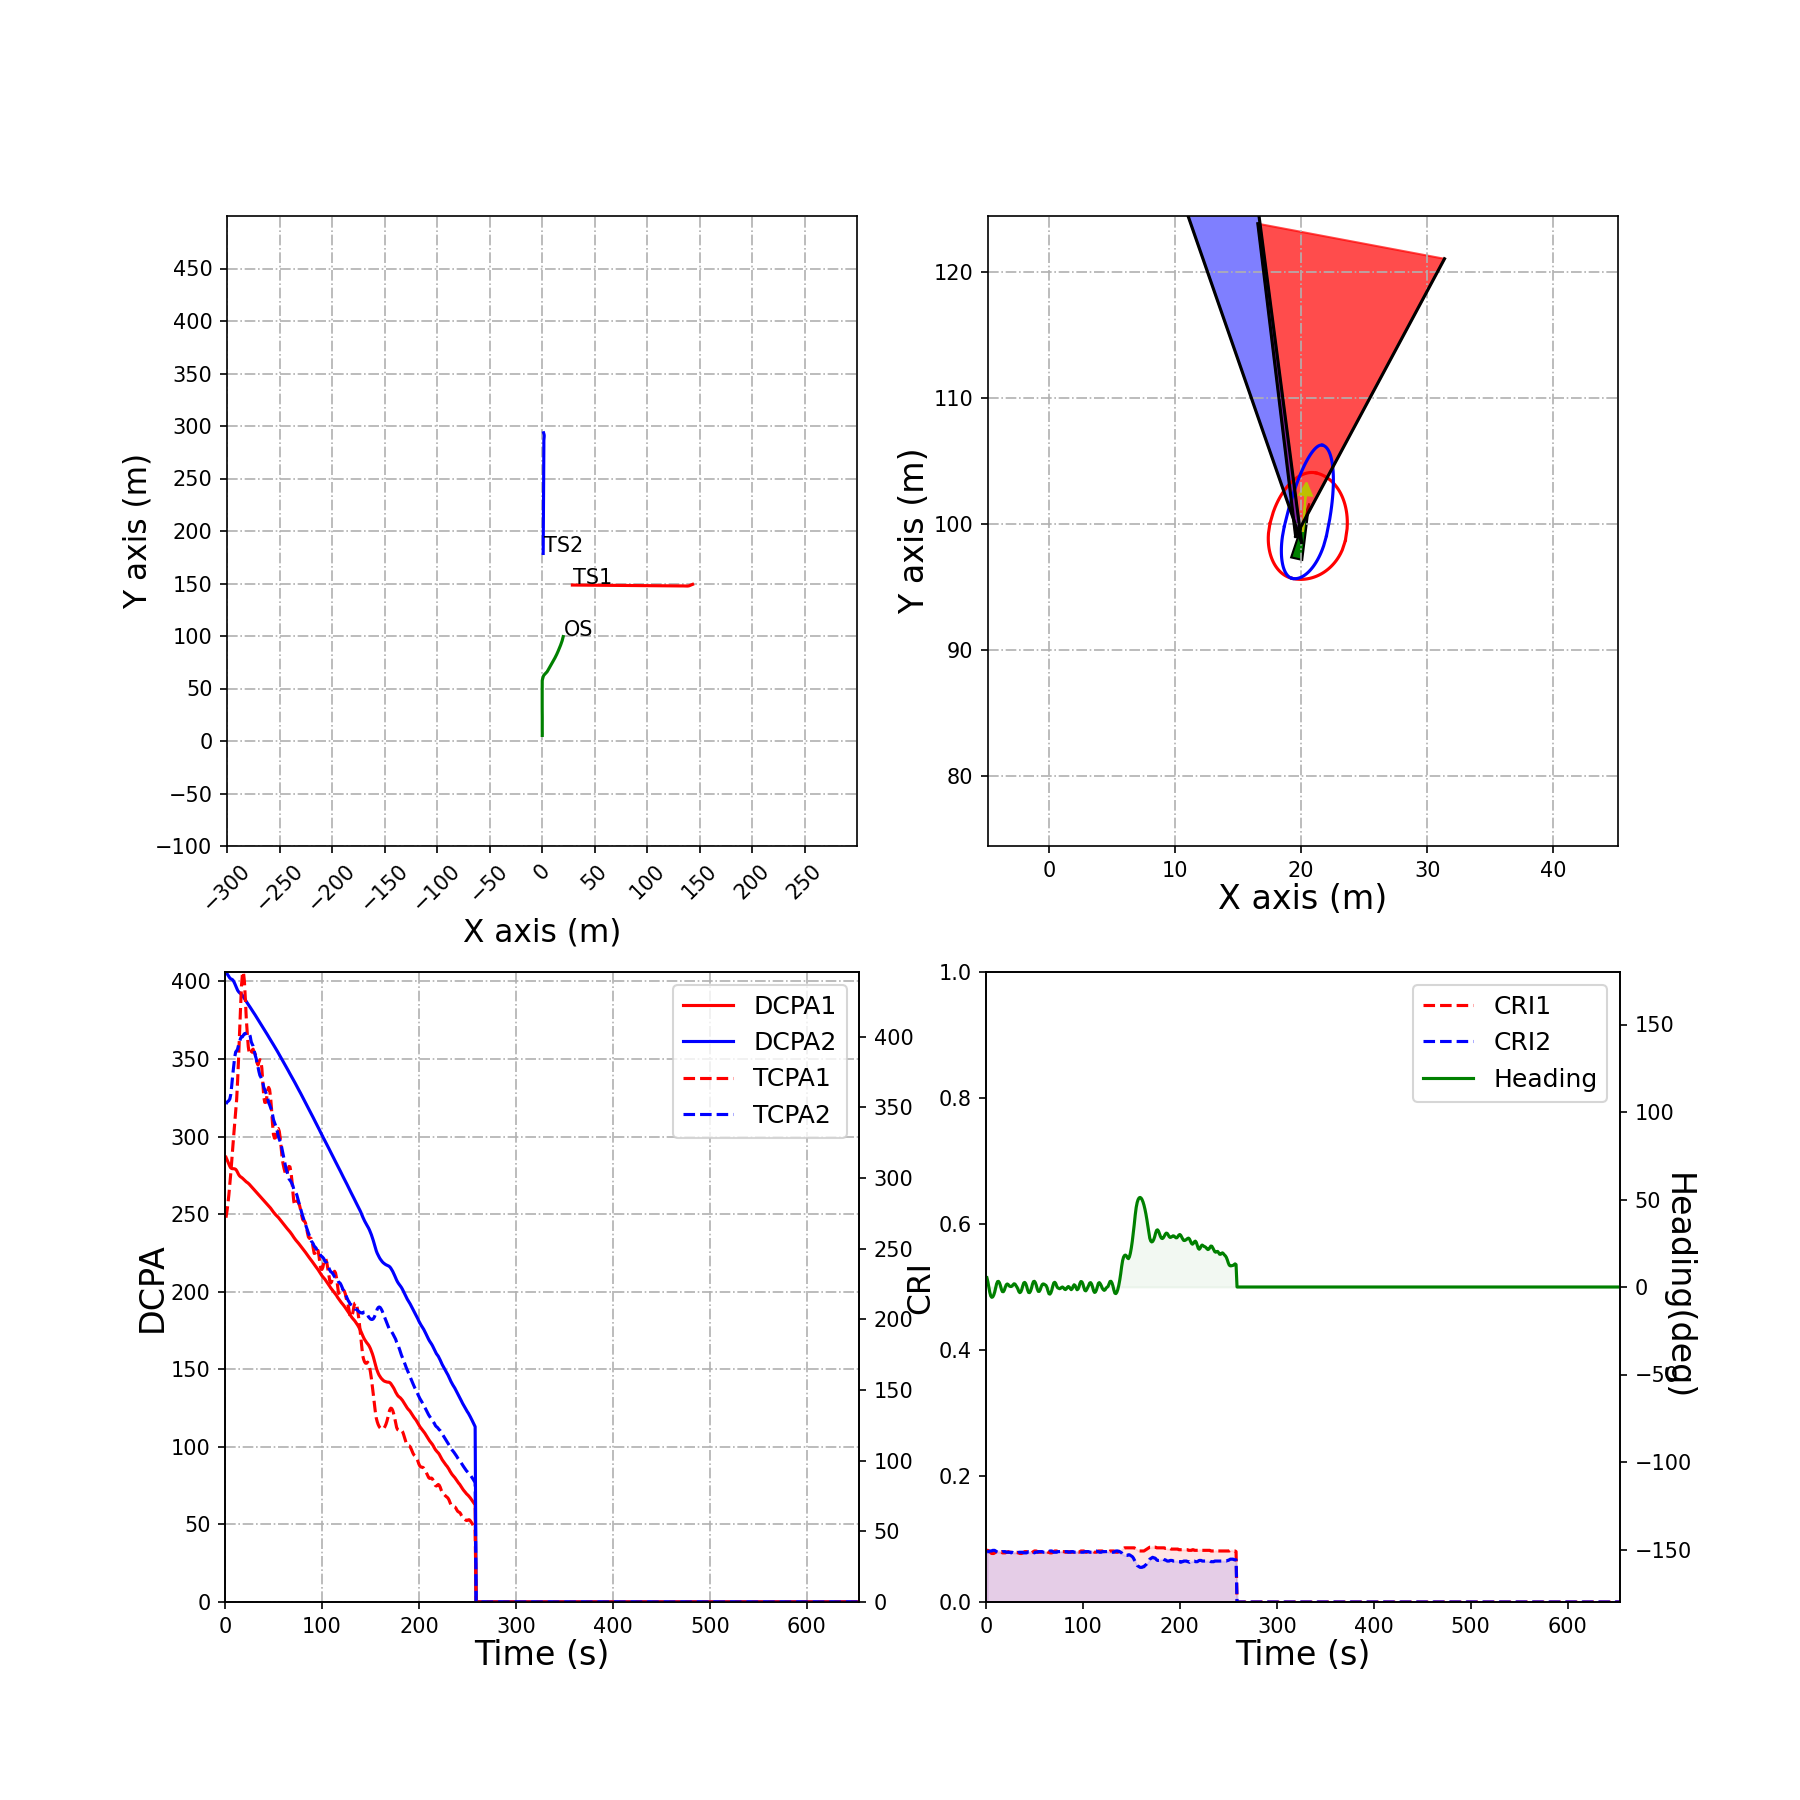 450
400
350
300
250
200
150
100
50
0
−50
−100
Y axis (m)
TS2
TS1
OS
−300 −250 −200 −150 −100 −50 0 50 100 150 200 250
X axis (m)
120
110
100
90
80
Y axis (m)
0 10 20 30 40
X axis (m)
400
350
300
250
200
150
100
50
0
DCPA
DCPA1
DCPA2
TCPA1
TCPA2
400
350
300
250
200
150
100
50
0
0 100 200 300 400 500 600
Time (s)
1.0
0.8
0.6
0.4
0.2
0.0
CRI
CRI1
CRI2
Heading
150
100
50
0
−50
−100
−150
Heading(deg)
0 100 200 300 400 500 600
Time (s)